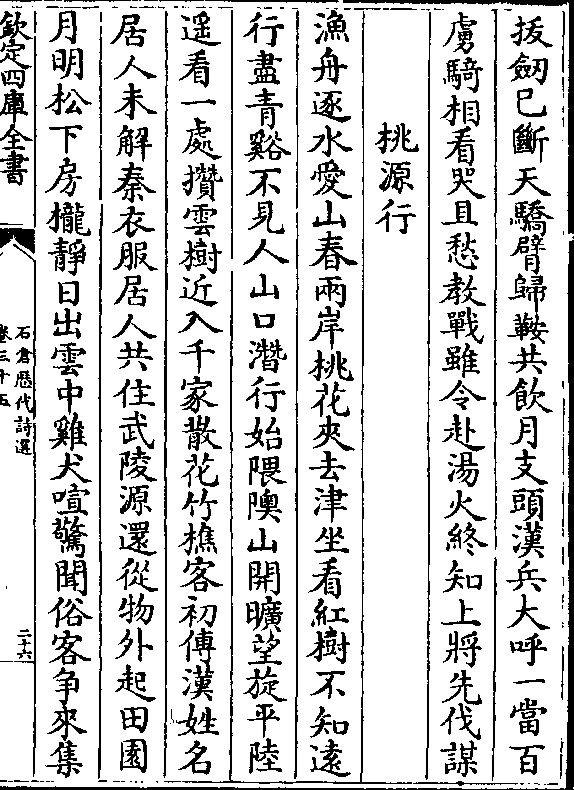 拔劒已斷天驕臂歸鞍共飲月支頭漢兵大呼一當百
虜騎相看哭且愁教戰雖令赴湯火終知上將先伐謀
桃源行
漁舟逐水愛山春兩岸桃花夾去津坐看紅樹不知逺
行盡青谿不見人山口潛行始隈隩山開曠望旋平陸
遥看一處攢雲樹近入千家散花竹樵客初傳漢姓名
居人未解秦衣服居人共住武陵源還從物外起田園
月明松下房櫳靜日出雲中雞犬喧驚聞俗客争來集
欽定四庫全書
石倉歴代詩選
卷三十五
二十六